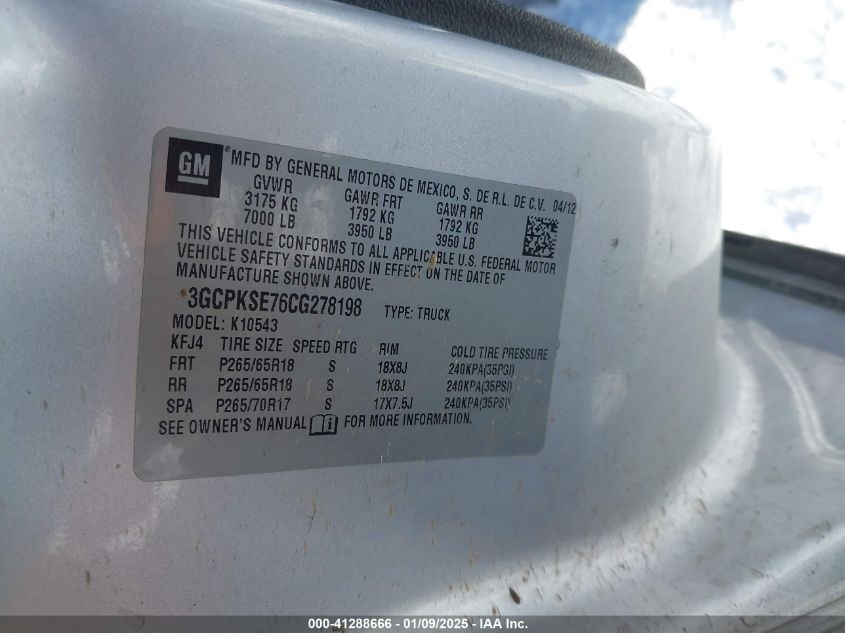 GM
®MFD BY GENERAL MOTORS DE MEXICO, S. DE R.L. DE C.V. 04/12
GVWR GAWR FRT GAWR RR
3175 KG 1792 KG 1792 KG
7000 LB 3950 LB 3950 LB
THIS VEHICLE CONFORMS TO ALL APPLICABLE U.S. FEDERAL MOTOR
VEHICLE SAFETY STANDARDS IN EFFECT ON THE DATE OF
MANUFACTURE SHOWN ABOVE.
*3GCPKSE76CG278198 TYPE: TRUCK
MODEL: K10543
KFJ4 TIRE SIZE SPEED RTG RIM COLD TIRE PRESSURE
FRT P265/65R18 S 18X8J 240KPA(35PSI)
RR P265/65R18 S 18X8J 240KPA(35PSI)
SPA P265/70R17 S 17X7.5J 240KPA(35PSI)
SEE OWNER'S MANUAL FOR MORE INFORMATION.
000-41288666 - 01/09/2025 - IAA Inc.